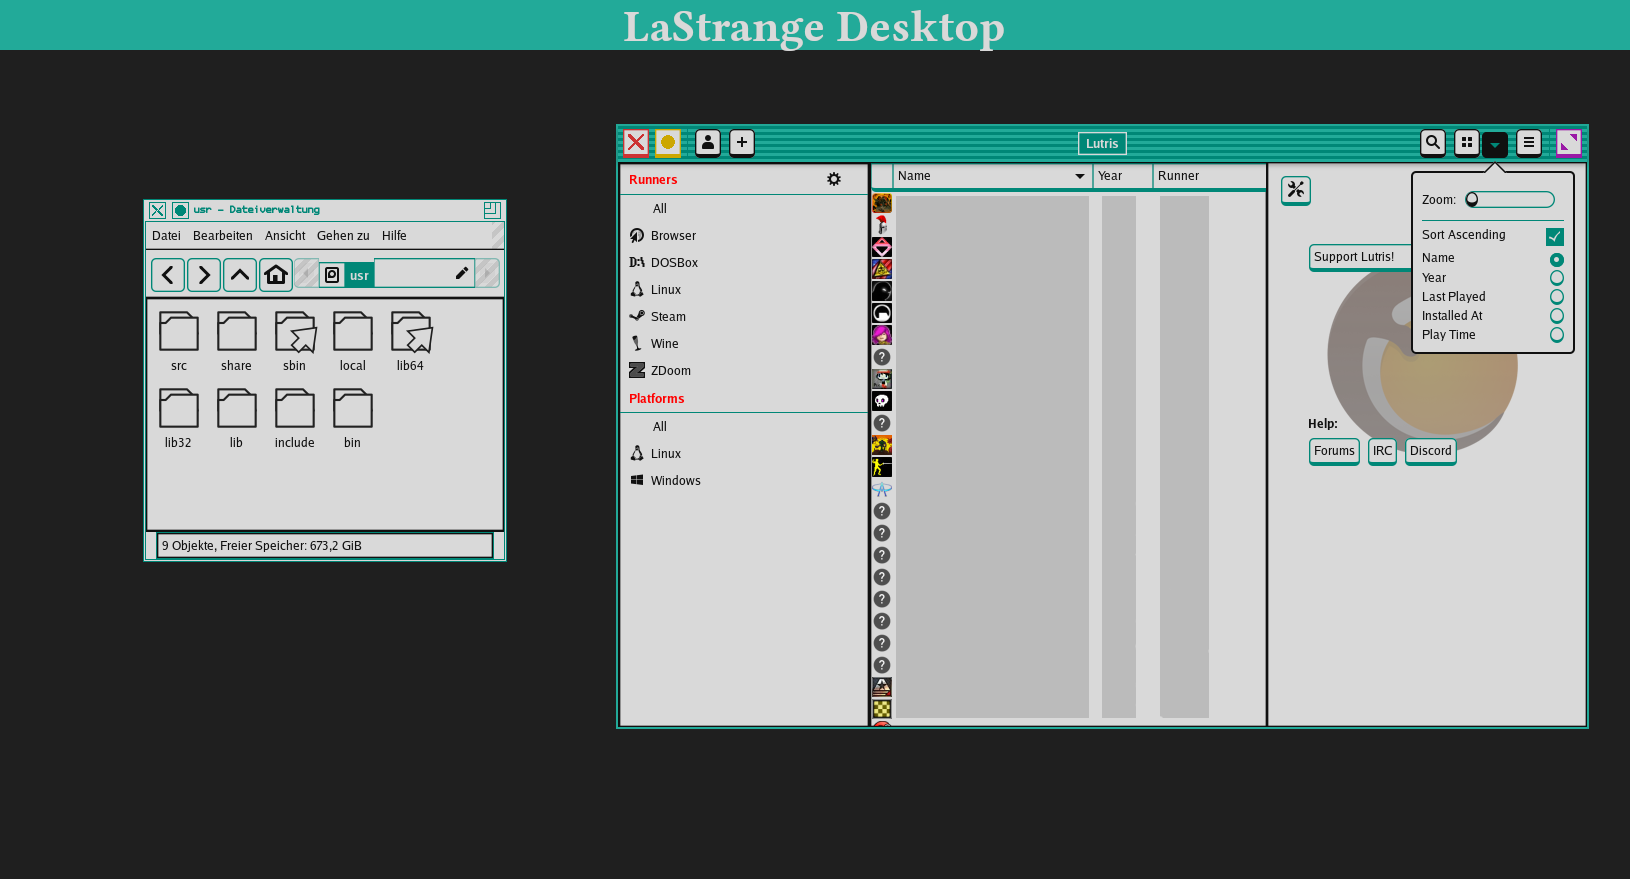 LaStrange Desktop
usr - Dateiverwaltung
Datei Bearbeiten Ansicht Gehen zu Hilfe
usr
src share sbin local lib64
lib32 lib include bin
9 Objekte, Freier Speicher: 673,2 GiB
Lutris
Runners
All
Browser
D:\ DOSBox
Linux
Steam
Wine
ZDoom
Platforms
All
Linux
Windows
Name Year Runner
Support Lutris!
Help:
Forums IRC Discord
Zoom:
Sort Ascending
Name
Year
Last Played
Installed At
Play Time